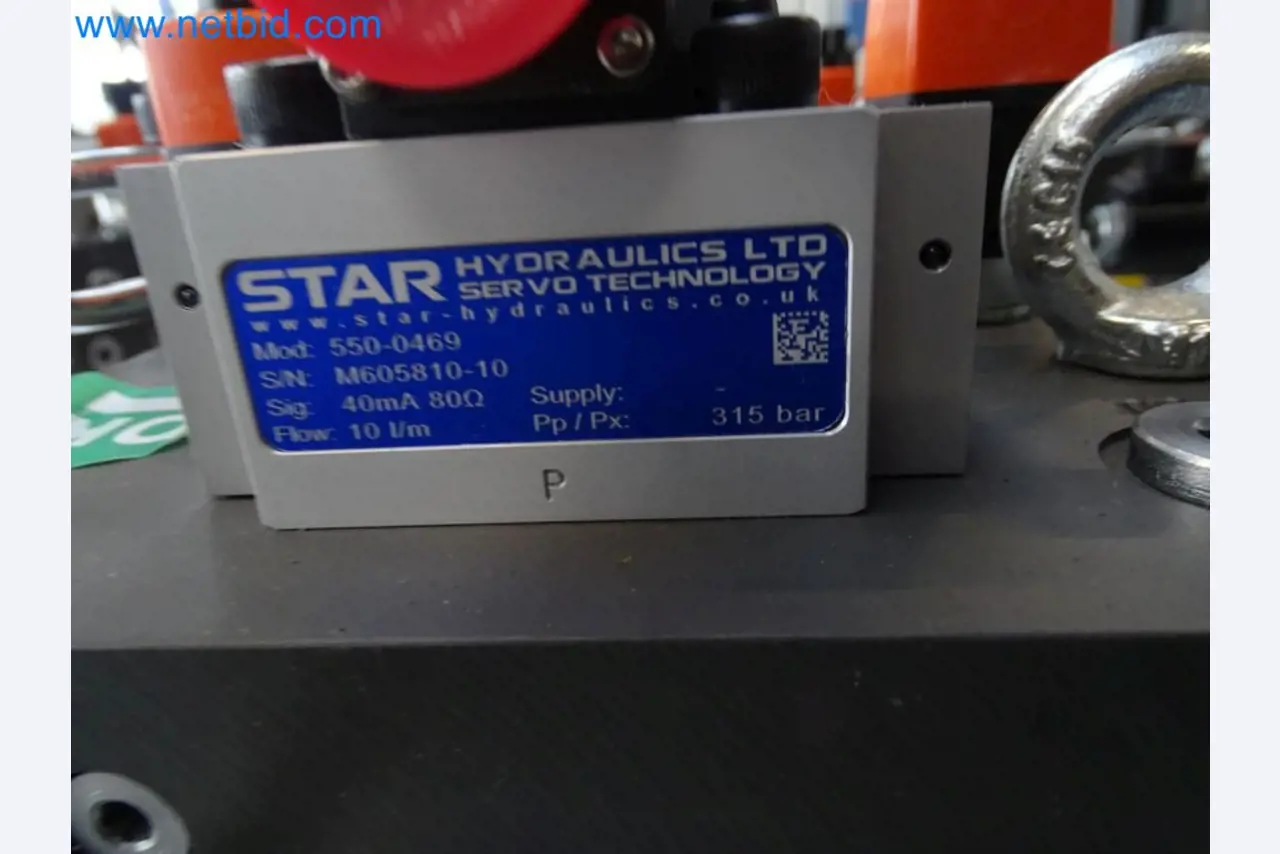 www.netbid.com
STAR HYDRAULICS LTD
SERVO TECHNOLOGY
www.star-hydraulics.co.uk
Mod: 550-0469
S/N: M605810-10
Sig: 40mA 80Ω Supply: -
Flow: 10 l/m Pp / Px: 315 bar
P